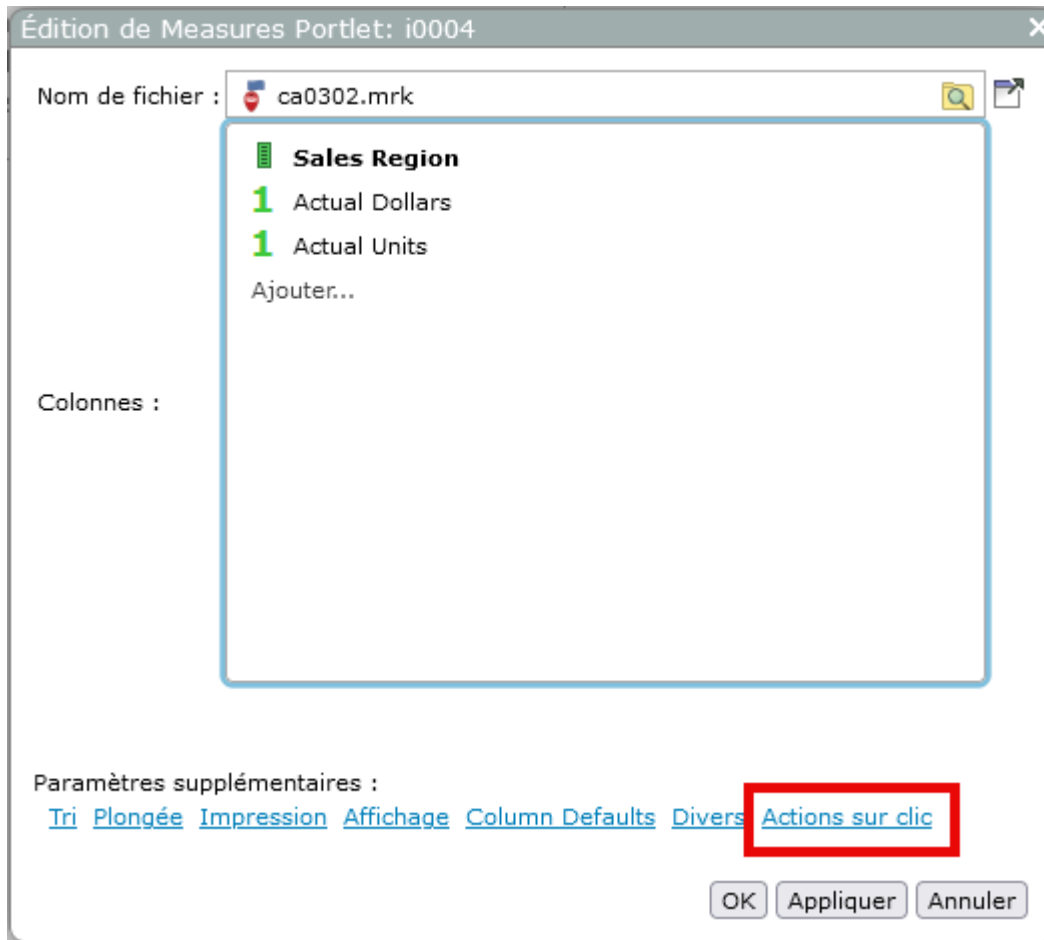 Édition de Measures Portlet: i0004
Nom de fichier : ca0302.mrk
Sales Region
1 Actual Dollars
1 Actual Units
Ajouter...
Colonnes :
Paramètres supplémentaires :
Tri Plongée Impression Affichage Column Defaults Divers Actions sur clic
OK Appliquer Annuler